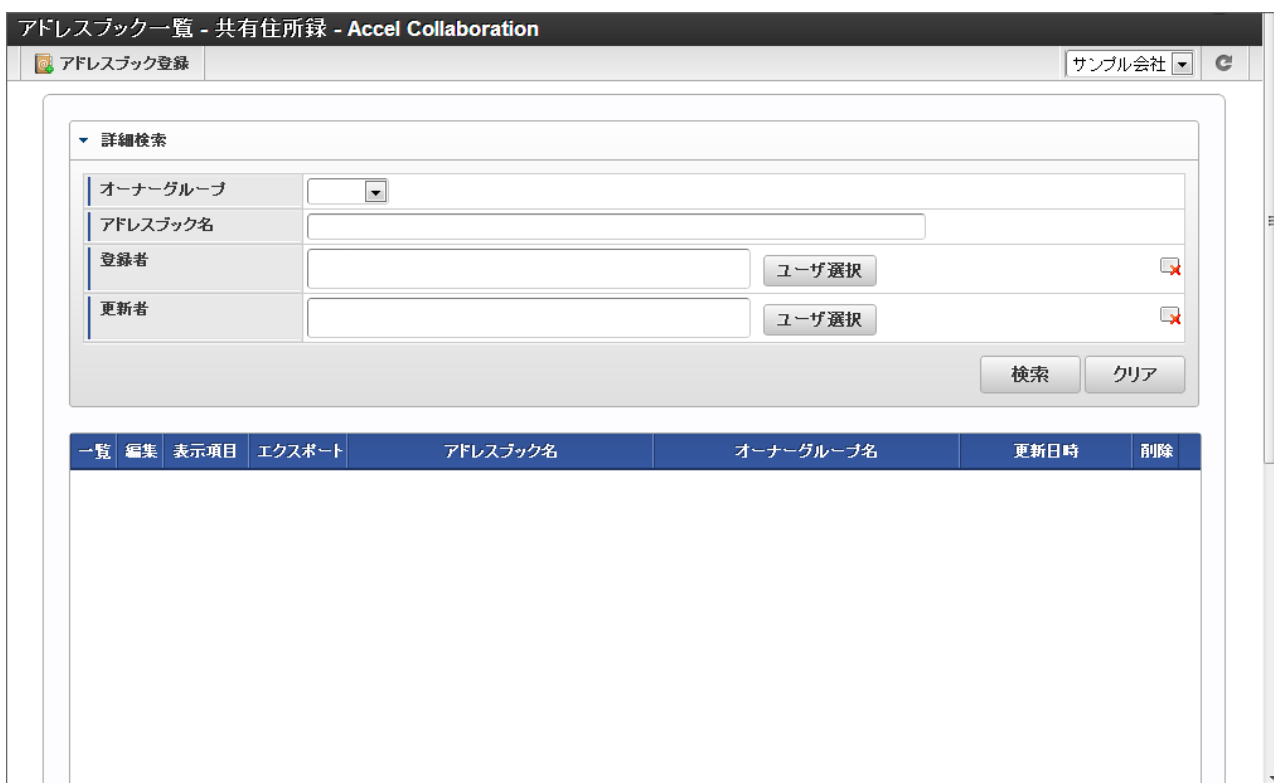 アドレスブック一覧 - 共有住所録 - Accel Collaboration
アドレスブック登録 サンプル会社
詳細検索
オーナーグループ
アドレスブック名
登録者 ユーザ選択
更新者 ユーザ選択
検索 クリア
一覧 編集 表示項目 エクスポート アドレスブック名 オーナーグループ名 更新日時 削除